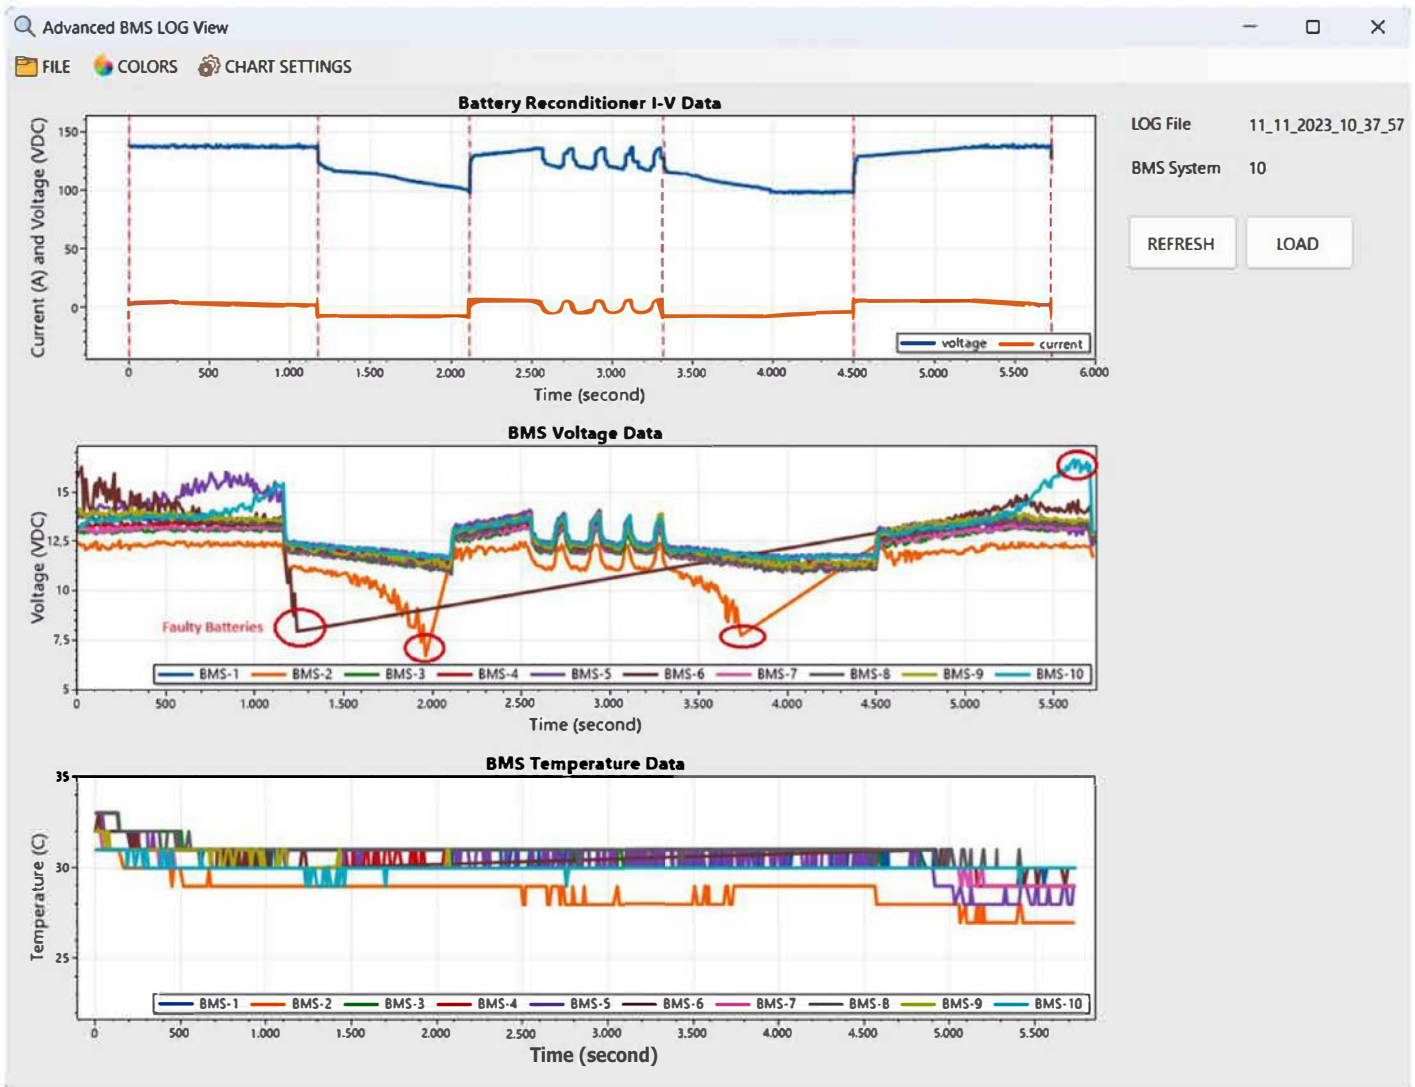 Advanced BMS LOG View
FILE COLORS CHART SETTINGS
Battery Reconditioner I-V Data
LOG File 11_11_2023_10_37_57
BMS System 10
REFRESH LOAD
Current (A) and Voltage (VDC)
150
100
50
0
voltage current
0 500 1.000 1.500 2.000 2.500 3.000 3.500 4.000 4.500 5.000 5.500 6.000
Time (second)
BMS Voltage Data
Voltage (VDC)
15
12,5
10
7,5
5
Faulty Batteries
BMS-1 BMS-2 BMS-3 BMS-4 BMS-5 BMS-6 BMS-7 BMS-8 BMS-9 BMS-10
0 500 1.000 1.500 2.000 2.500 3.000 3.500 4.000 4.500 5.000 5.500
Time (second)
BMS Temperature Data
Temperature (C)
35
30
25
BMS-1 BMS-2 BMS-3 BMS-4 BMS-5 BMS-6 BMS-7 BMS-8 BMS-9 BMS-10
0 500 1.000 1.500 2.000 2.500 3.000 3.500 4.000 4.500 5.000 5.500
Time (second)